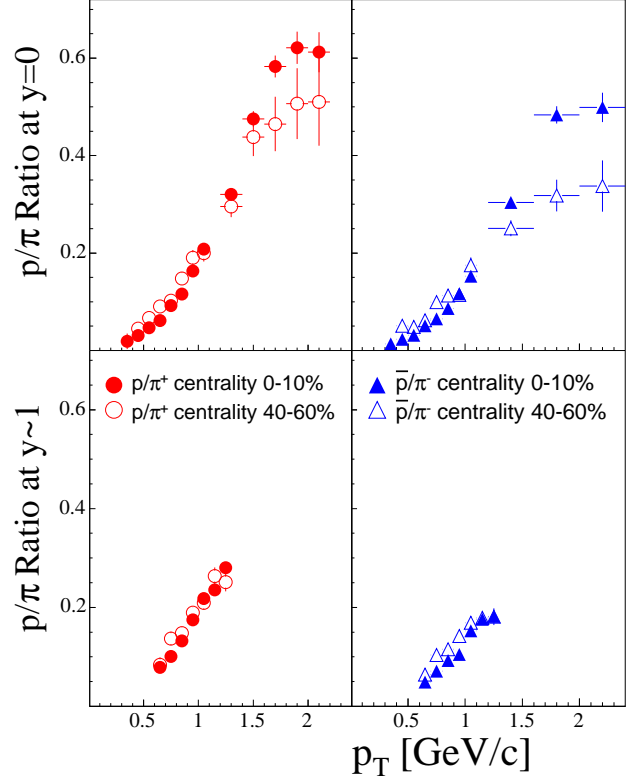 p/π Ratio at y=0
0.6
0.4
0.2
p/π Ratio at y~1
0.6
0.4
0.2
p/π⁺ centrality 0-10%
p/π⁺ centrality 40-60%
p̅/π⁻ centrality 0-10%
p̅/π⁻ centrality 40-60%
0.5 1 1.5 2
0.5 1 1.5 2
p_T [GeV/c]